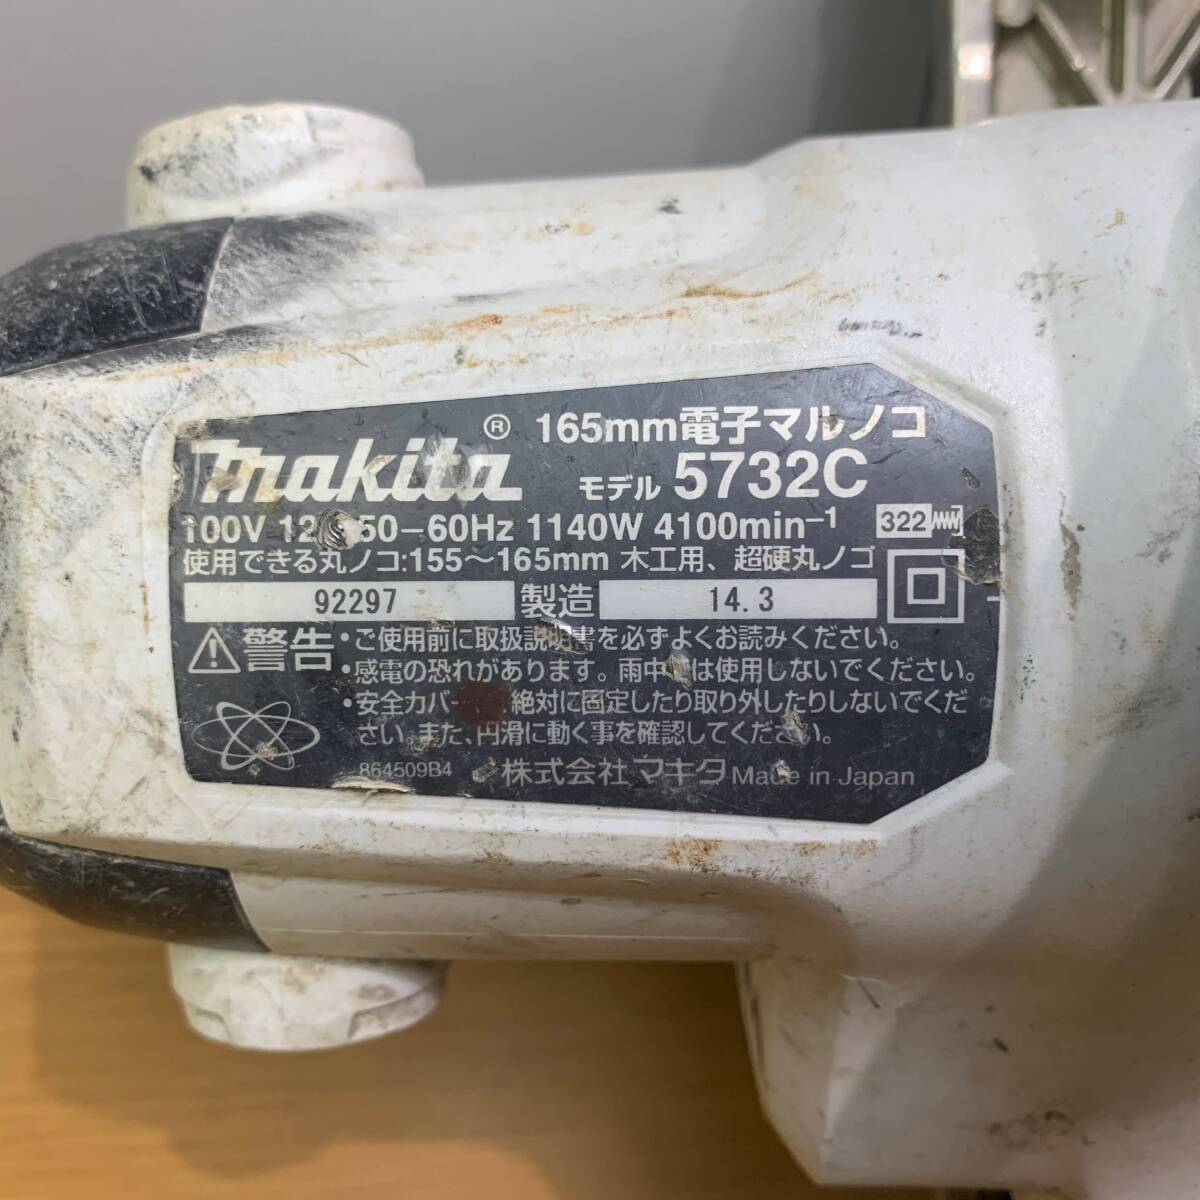 makita ® 165mm電子マルノコ
モデル 5732C
100V 50-60Hz 1140W 4100min⁻¹ 322
使用できる丸ノコ:155～165mm 木工用、超硬丸ノコ
92297 製造 14.3
警告 ・ご使用前に取扱説明書を必ずよくお読みください。
・感電の恐れがあります。雨中では使用しないでください。
・安全カバー 絶対に固定したり取り外したりしないでくだ
さい。また、円滑に動く事を確認してください。
864509B4 株式会社 マキタ Made in Japan